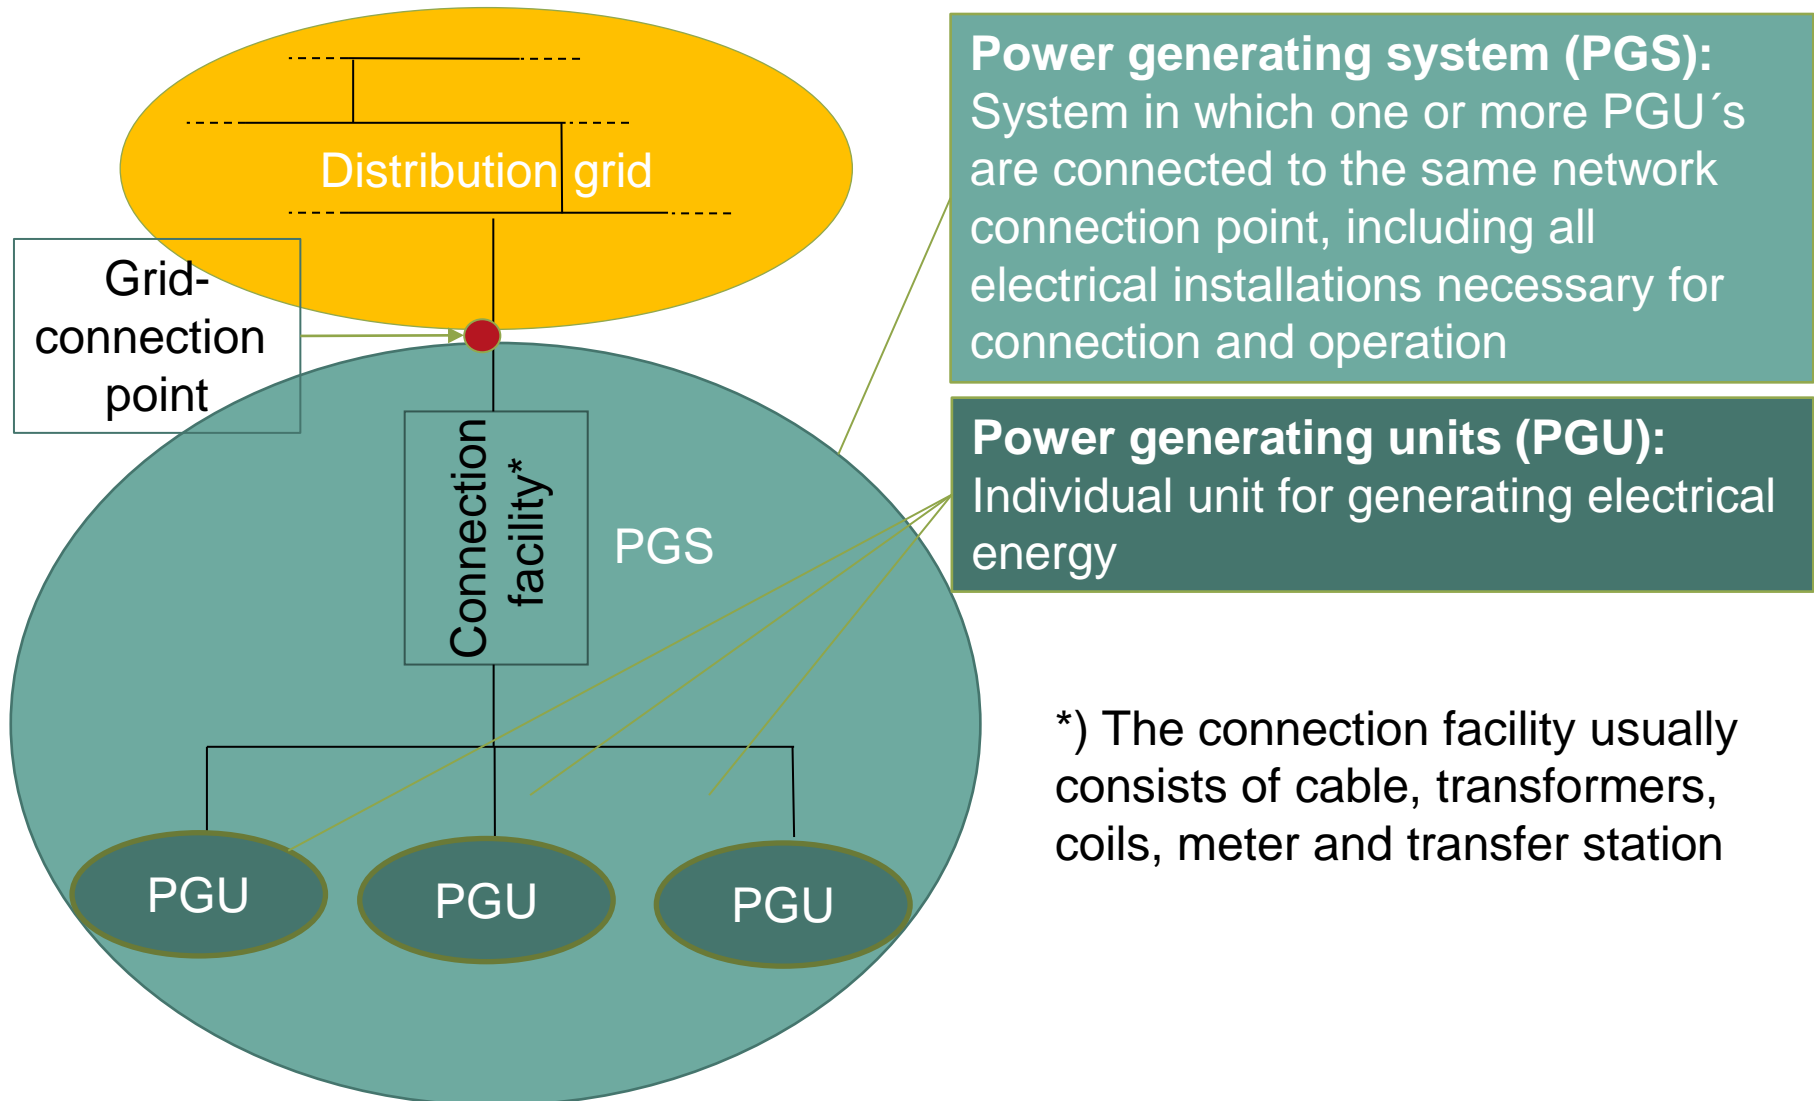 Distribution grid
Grid-
connection
point
Connection
facility*
PGS
PGU
PGU
PGU
Power generating system (PGS):
System in which one or more PGU´s
are connected to the same network
connection point, including all
electrical installations necessary for
connection and operation
Power generating units (PGU):
Individual unit for generating electrical
energy
*) The connection facility usually
consists of cable, transformers,
coils, meter and transfer station